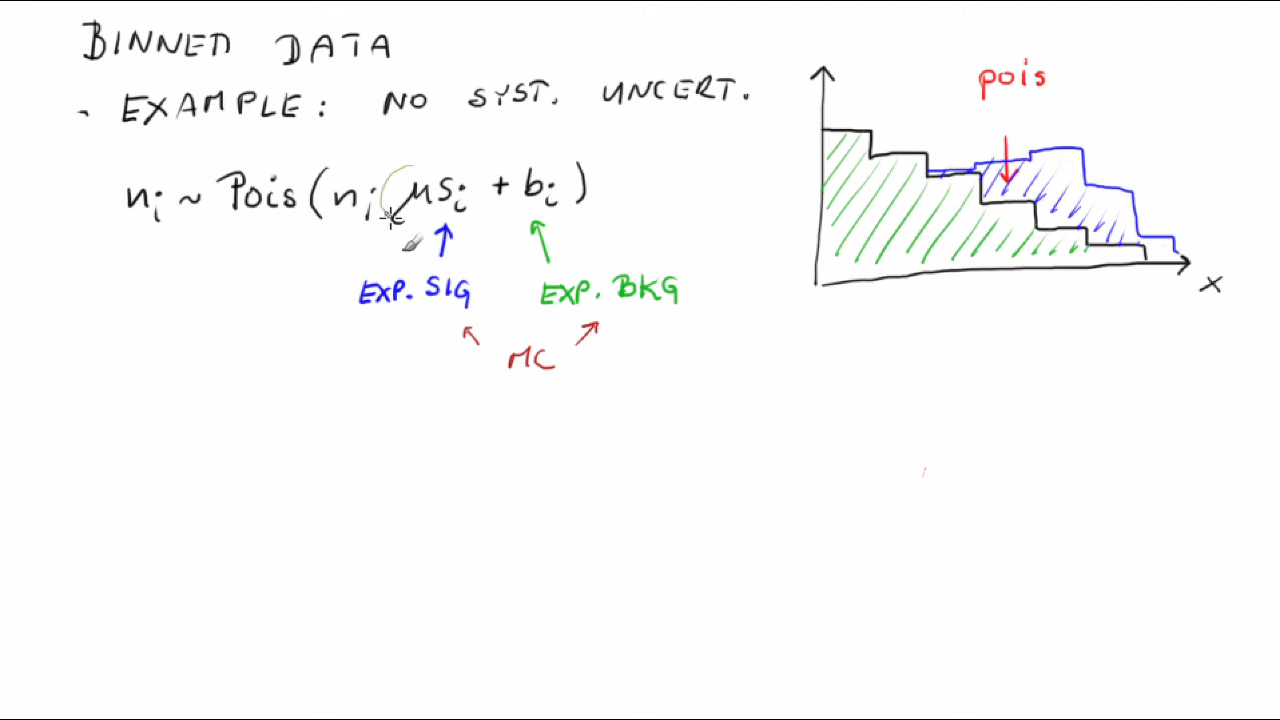 BINNED DATA
- EXAMPLE: NO SYST. UNCERT.
pois
nᵢ ~ Pois(nᵢ μsᵢ + bᵢ)
x
EXP. SIG EXP. BKG
MC